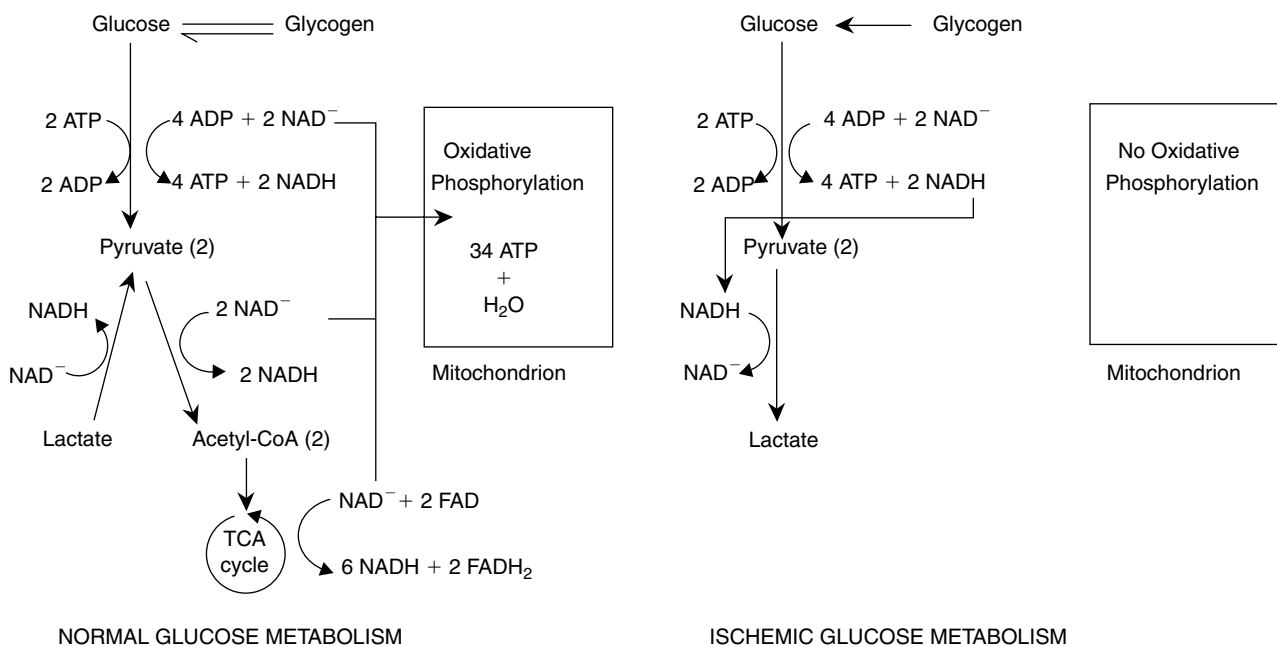 Glucose
Glycogen
2 ATP
4 ADP + 2 NAD⁻
2 ADP
4 ATP + 2 NADH
Pyruvate (2)
NADH
2 NAD⁻
NAD⁻
2 NADH
Lactate
Acetyl-CoA (2)
TCA
cycle
NAD⁻ + 2 FAD
6 NADH + 2 FADH₂
Oxidative
Phosphorylation
34 ATP
+
H₂O
Mitochondrion
NORMAL GLUCOSE METABOLISM
Glucose
Glycogen
2 ATP
4 ADP + 2 NAD⁻
2 ADP
4 ATP + 2 NADH
Pyruvate (2)
NADH
NAD⁻
Lactate
No Oxidative
Phosphorylation
Mitochondrion
ISCHEMIC GLUCOSE METABOLISM